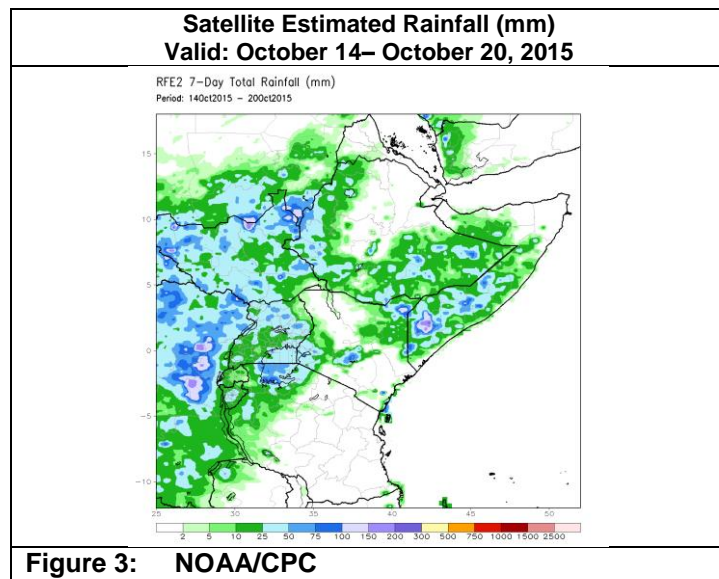 Satellite Estimated Rainfall (mm)
Valid: October 14– October 20, 2015
RFE2 7-Day Total Rainfall (mm)
Period: 14Oct2015 – 20Oct2015
15
10
5
0
-5
-10
25 30 35 40 45 50
2 5 10 25 50 75 100 150 200 300 500 750 1000 1500 2500
Figure 3: NOAA/CPC